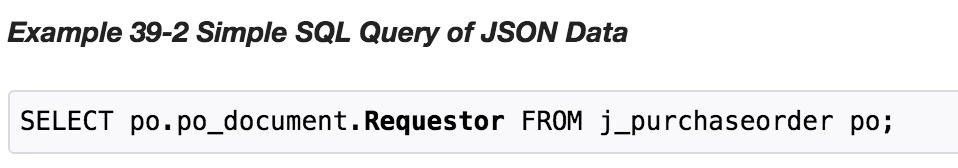 Example 39-2 Simple SQL Query of JSON Data
SELECT po.po_document.Requestor FROM j_purchaseorder po;